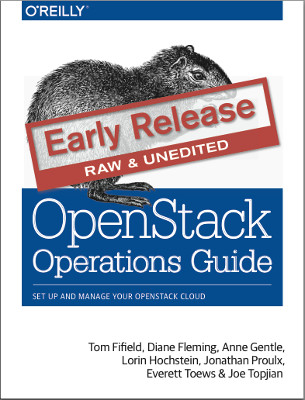 O'REILLY®
Early Release
RAW & UNEDITED
OpenStack
Operations Guide
SET UP AND MANAGE YOUR OPENSTACK CLOUD
Tom Fifield, Diane Fleming, Anne Gentle,
Lorin Hochstein, Jonathan Proulx,
Everett Toews & Joe Topjian